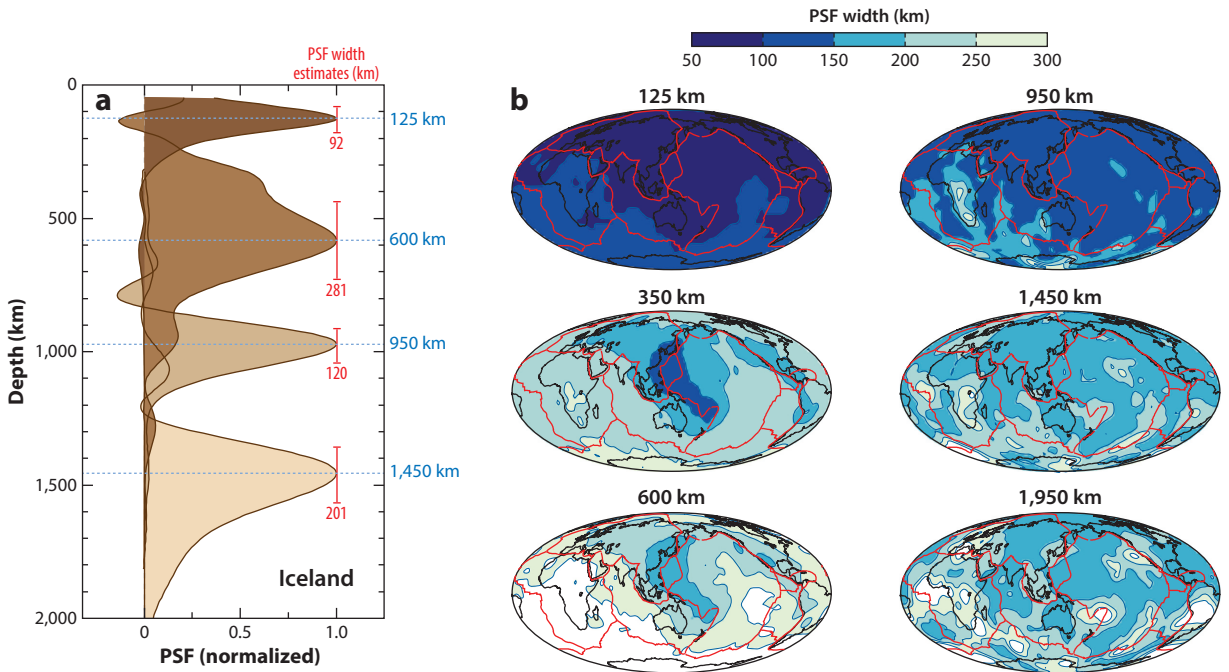 PSF width (km)
50 100 150 200 250 300
a
PSF width
estimates (km)
0
500
1,000
1,500
2,000
Depth (km)
125 km
92
600 km
281
950 km
120
1,450 km
201
Iceland
0 0.5 1.0
PSF (normalized)
b
125 km
950 km
350 km
1,450 km
600 km
1,950 km